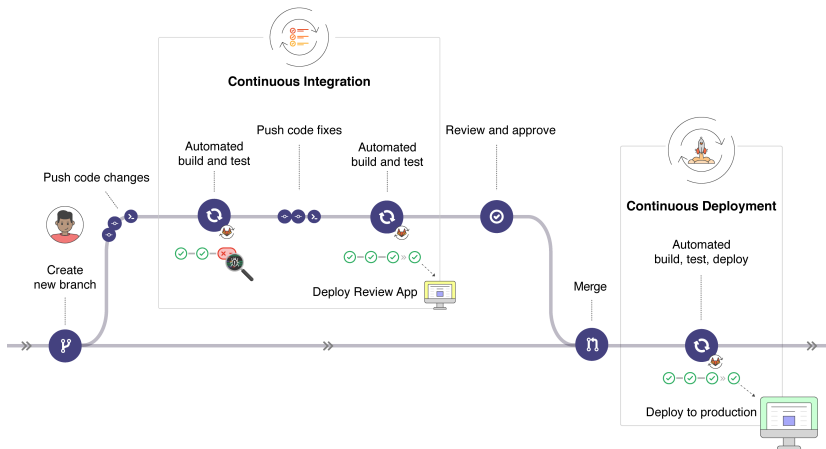 Continuous Integration
Push code fixes
Review and approve
Automated
build and test
Automated
build and test
Push code changes
Create
new branch
Deploy Review App
Merge
Continuous Deployment
Automated
build, test, deploy
Deploy to production